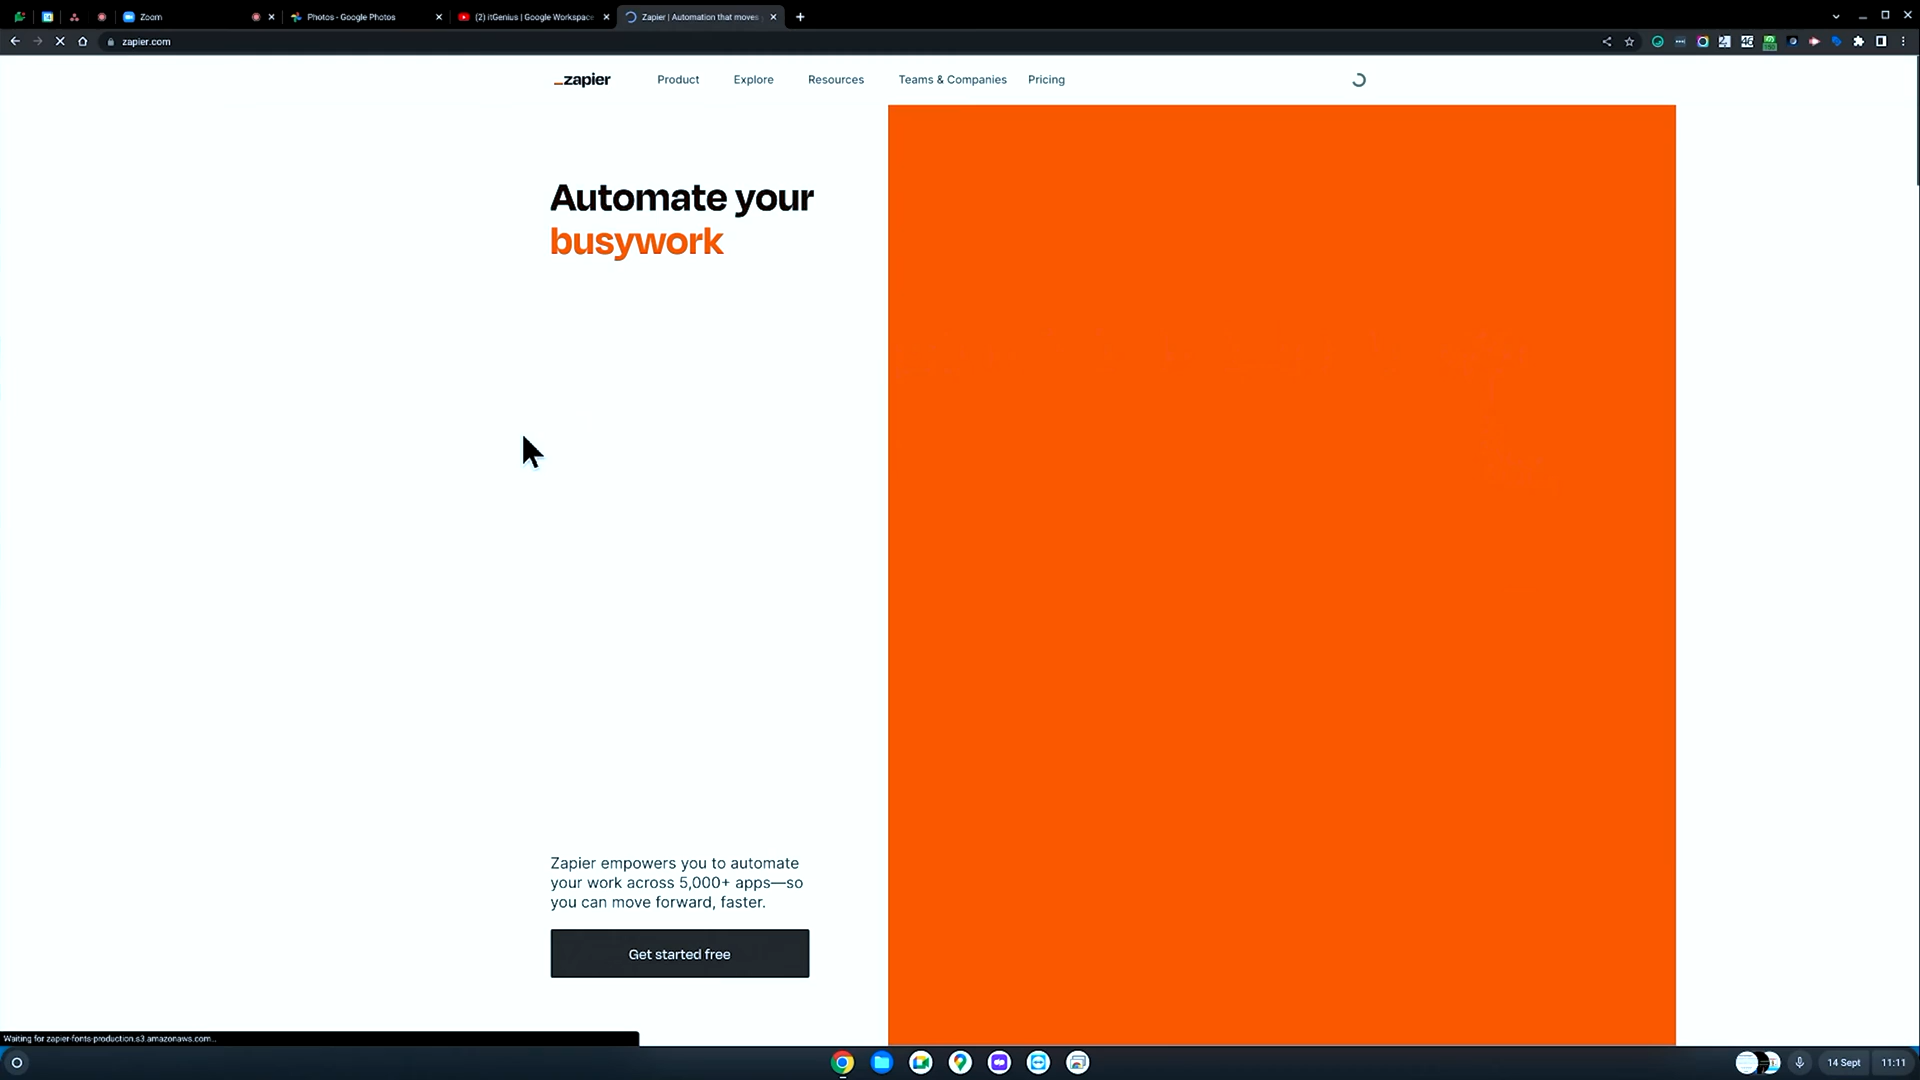 Zoom
Photos - Google Photos
(2) itGenius | Google Workspace
Zapier | Automation that moves
zapier.com
_zapier
Product
Explore
Resources
Teams & Companies
Pricing
Automate your
busywork
Zapier empowers you to automate
your work across 5,000+ apps—so
you can move forward, faster.
Get started free
Waiting for zapier-fonts-production.s3.amazonaws.com...
14 Sept
11:11